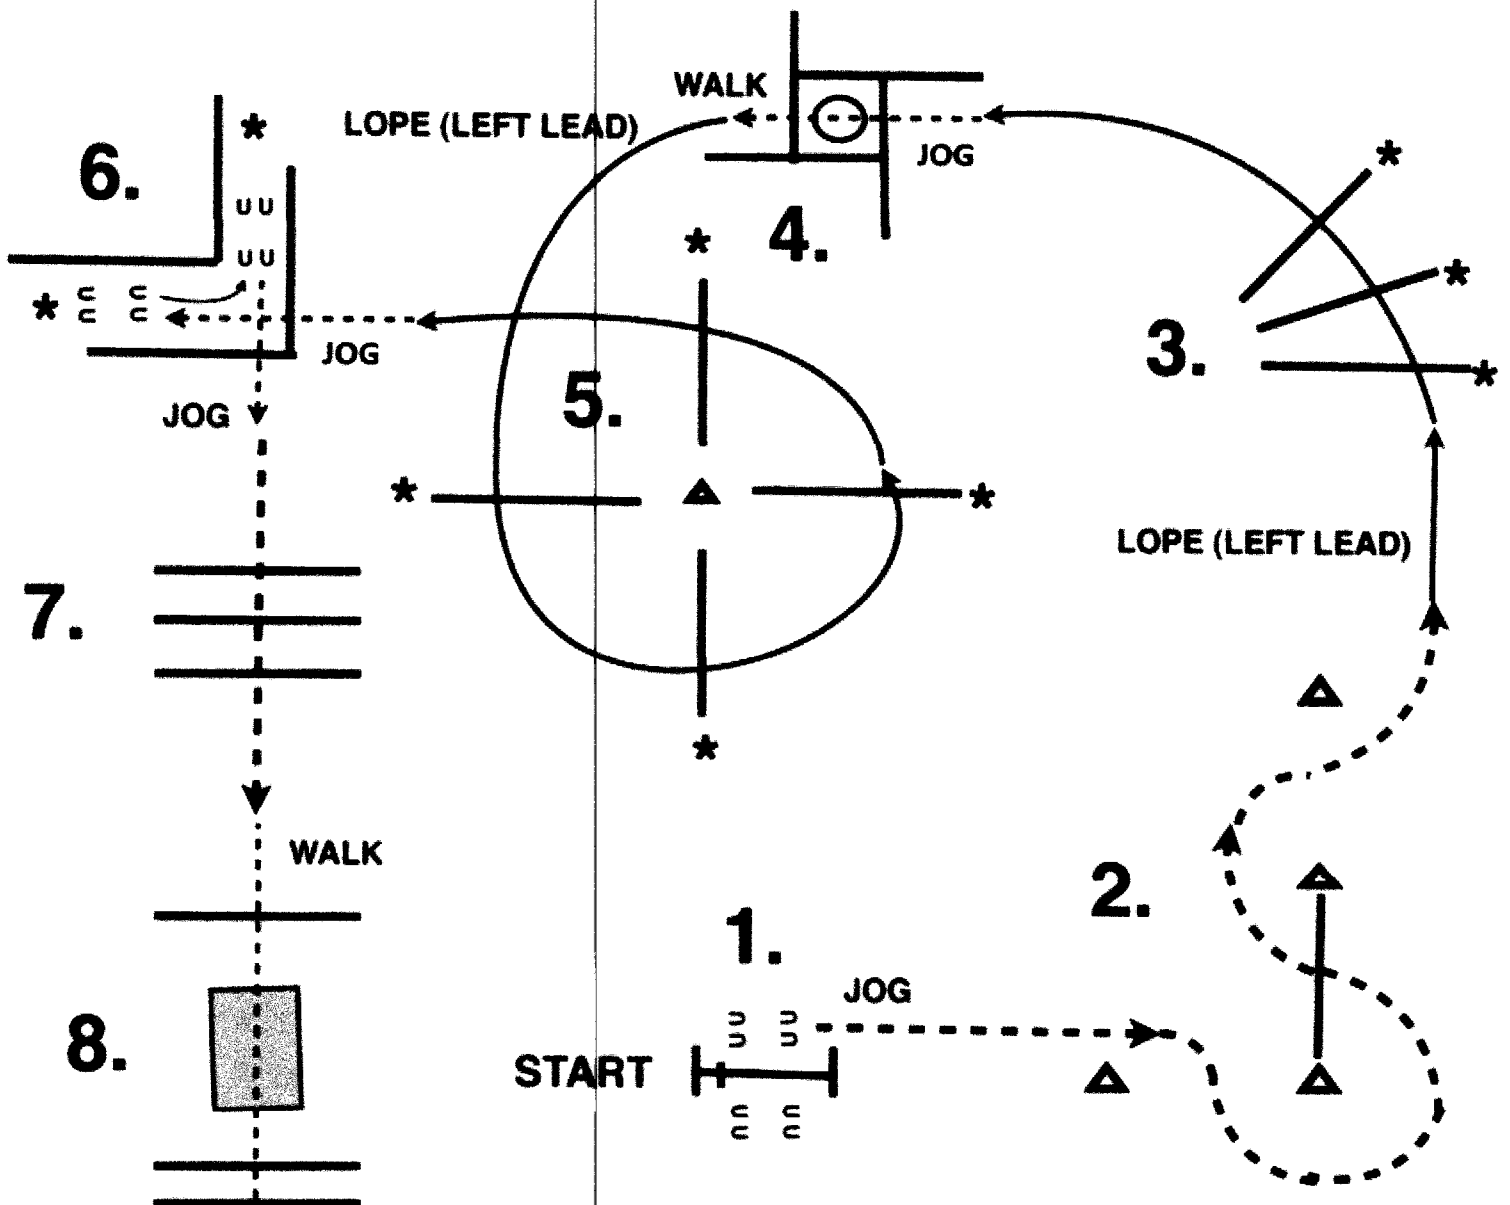 WALK
LOPE (LEFT LEAD)
JOG
6.
4.
3.
JOG
5.
JOG
LOPE (LEFT LEAD)
7.
WALK
2.
1.
JOG
8.
START